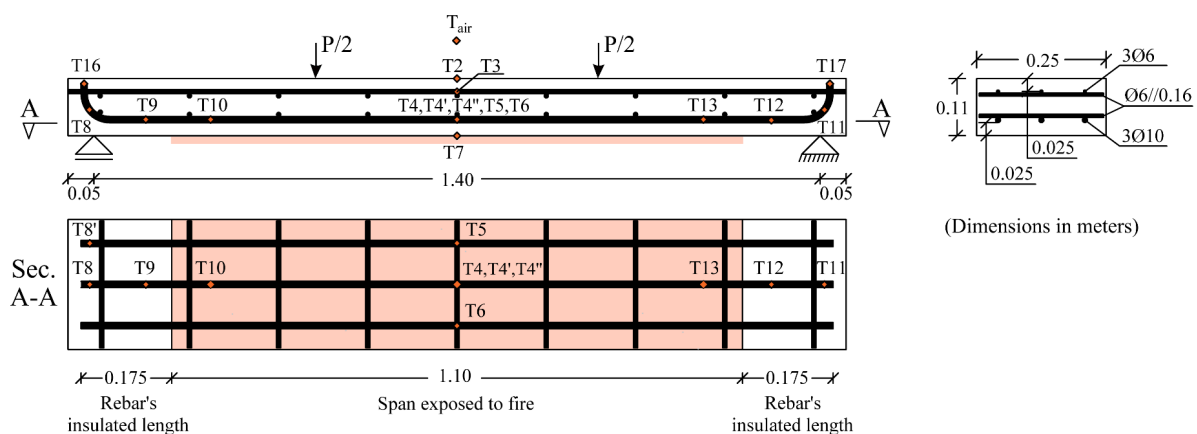 T_air
P/2
P/2
T16
T2
T3
T17
A
T9
T10
T4,T4',T4'',T5,T6
T13
T12
A
T8
T11
T7
0.05
1.40
0.05
0.25
3Ø6
0.11
Ø6//0.16
3Ø10
0.025
0.025
(Dimensions in meters)
Sec.
A-A
T8'
T5
T8
T9
T10
T4,T4',T4''
T13
T12
T11
T6
0.175
1.10
0.175
Rebar's
insulated length
Span exposed to fire
Rebar's
insulated length